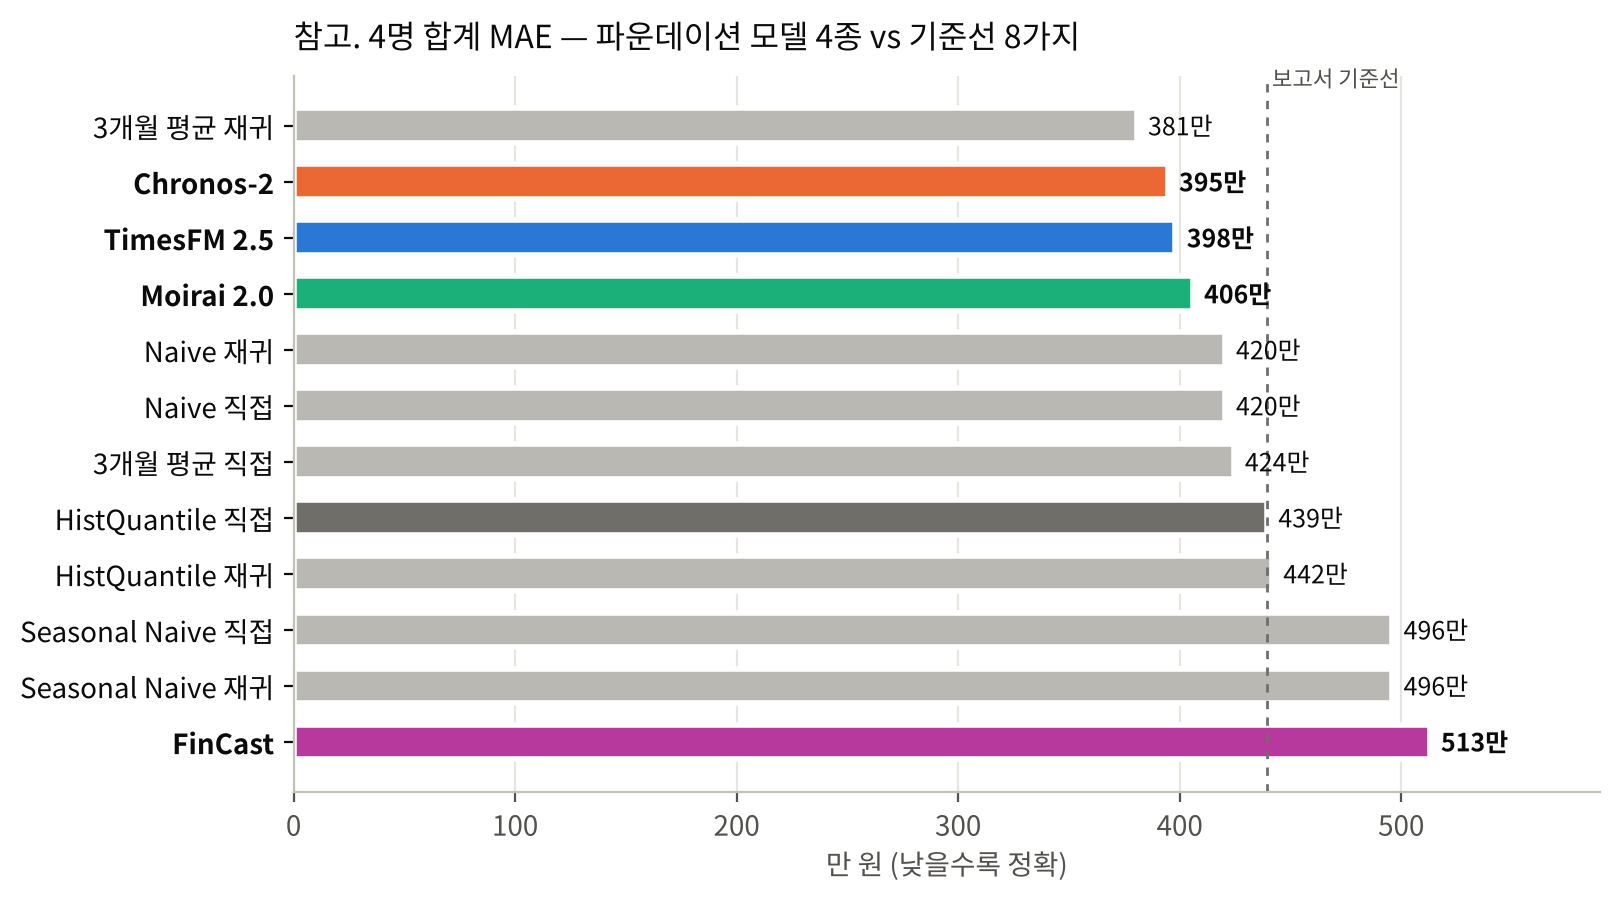 참고. 4명 합계 MAE — 파운데이션 모델 4종 vs 기준선 8가지
보고서 기준선
3개월 평균 재귀 381만
Chronos-2 395만
TimesFM 2.5 398만
Moirai 2.0 406만
Naive 재귀 420만
Naive 직접 420만
3개월 평균 직접 424만
HistQuantile 직접 439만
HistQuantile 재귀 442만
Seasonal Naive 직접 496만
Seasonal Naive 재귀 496만
FinCast 513만
0 100 200 300 400 500
만 원 (낮을수록 정확)